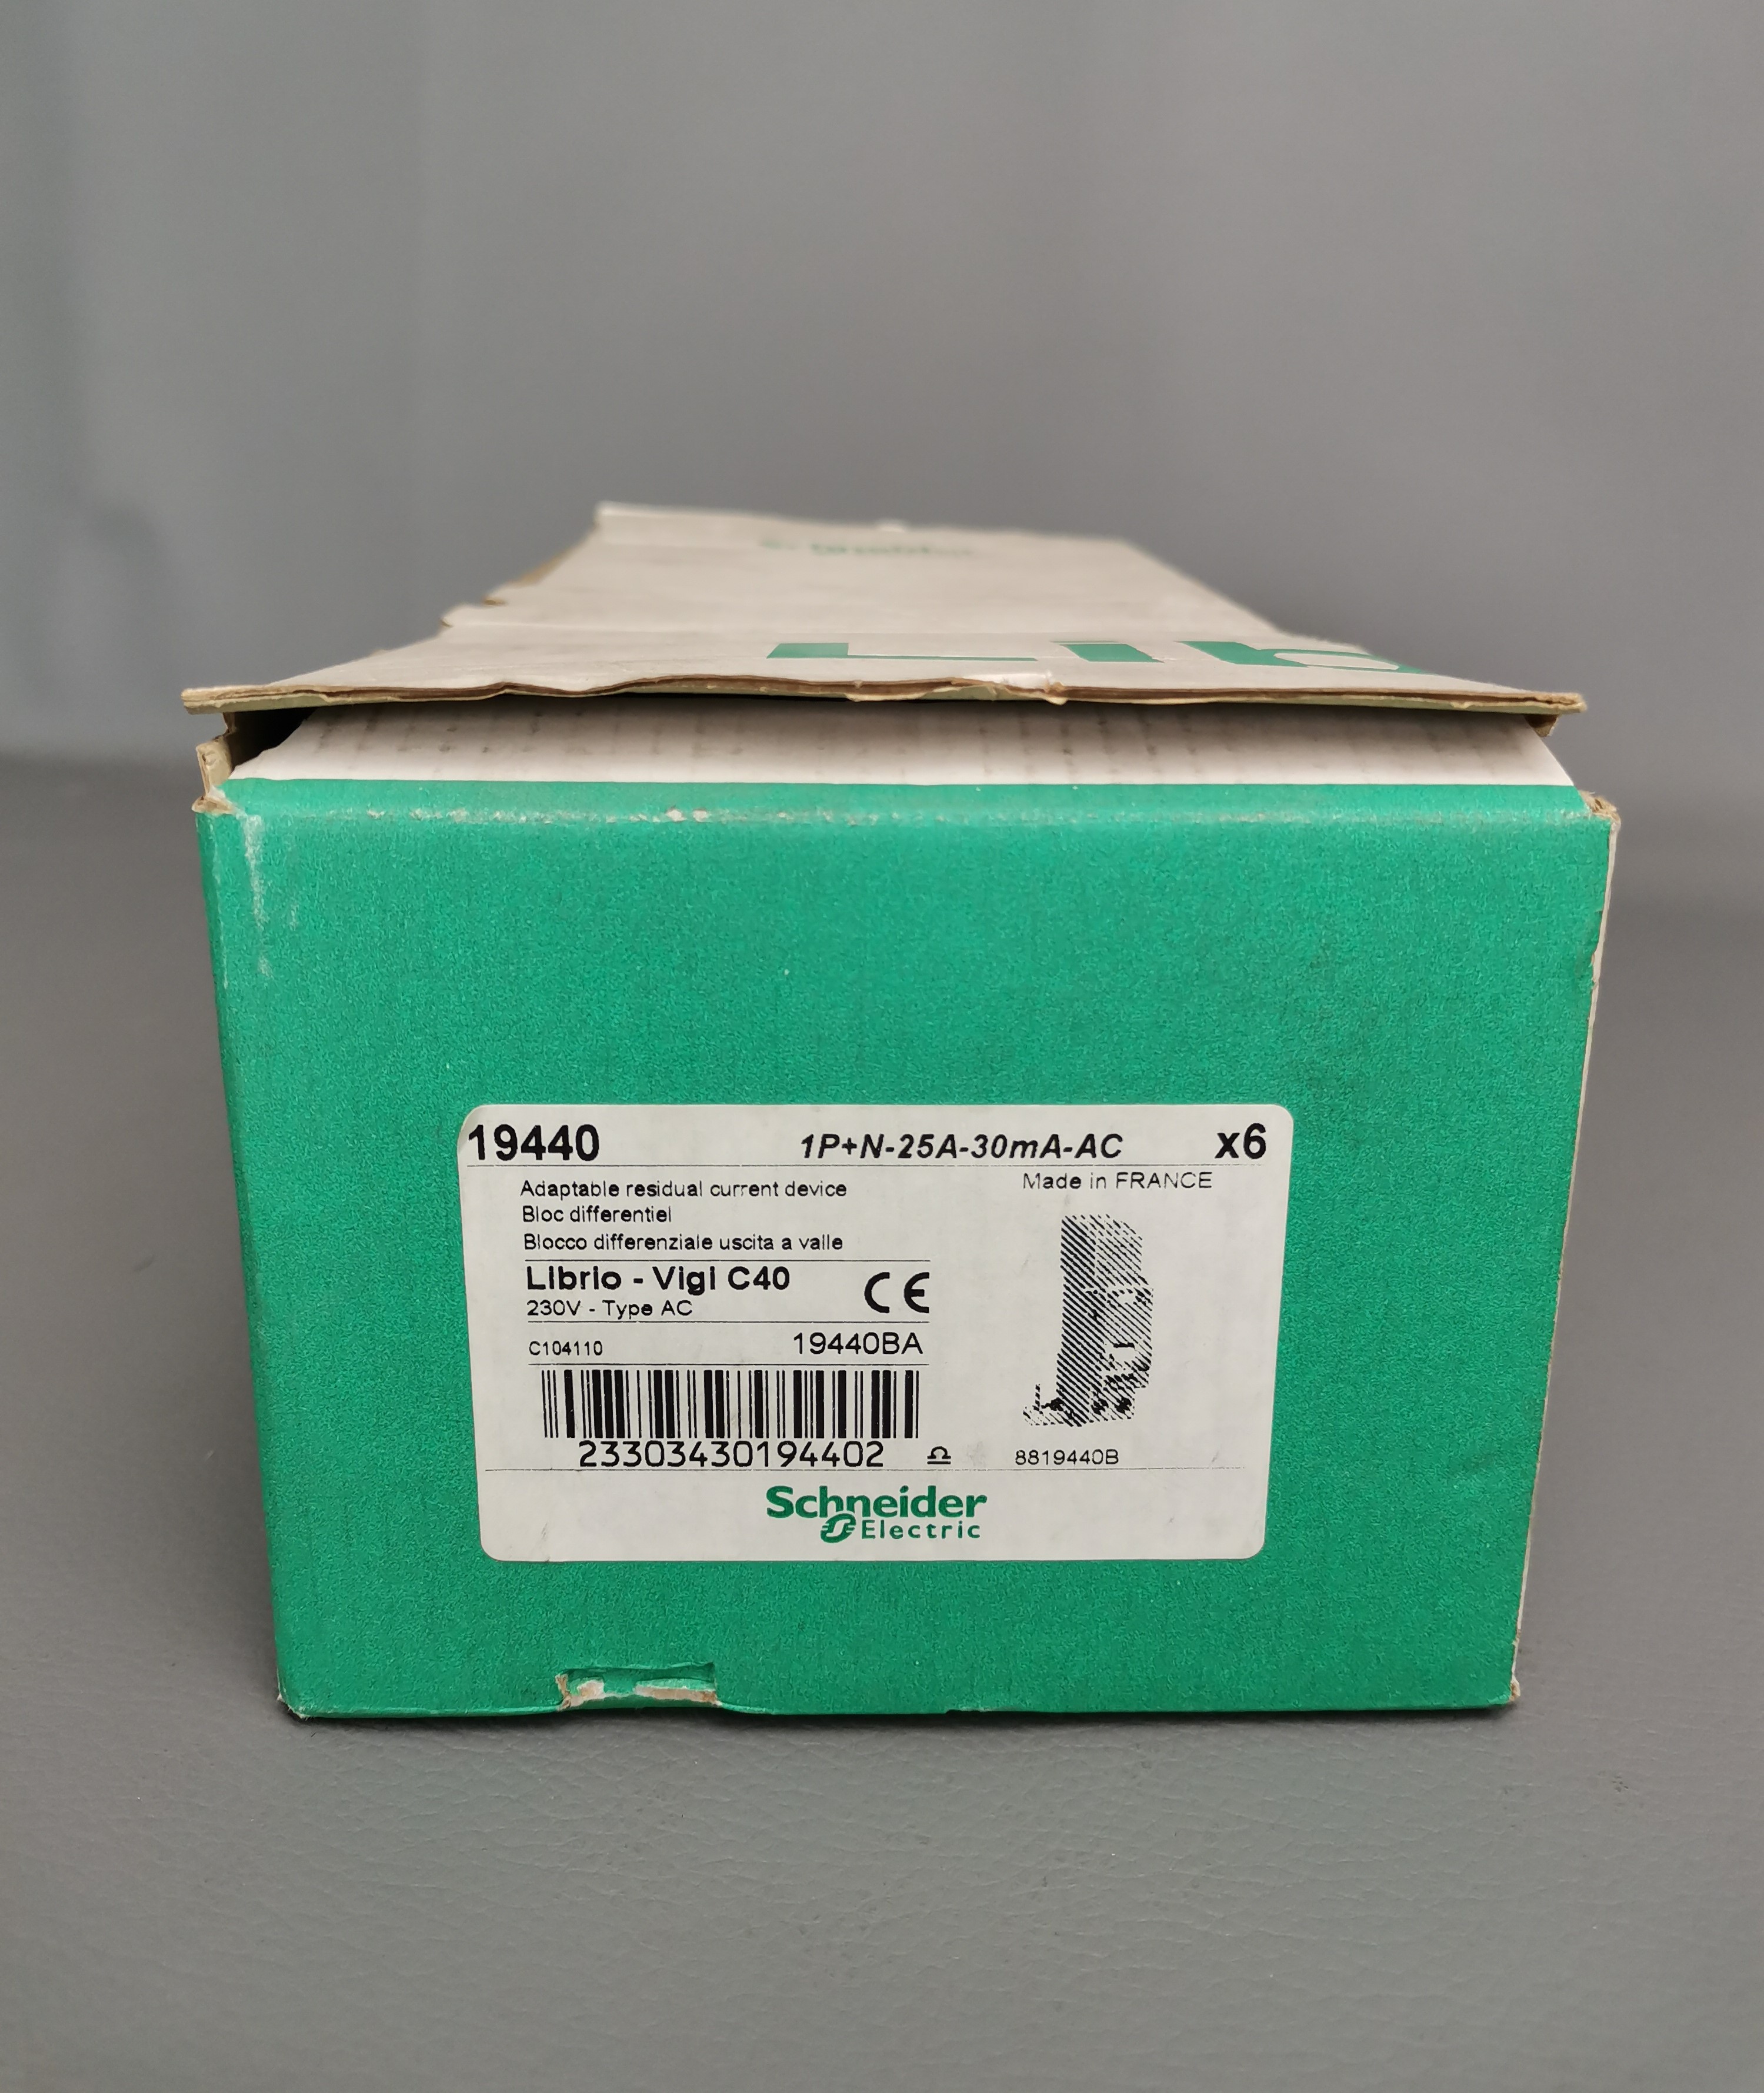 Lib
19440 1P+N-25A-30mA-AC x6
Made in FRANCE
Adaptable residual current device
Bloc differentiel
Blocco differenziale uscita a valle
Librio - Vigi C40 CE
230V - Type AC
C104110 19440BA
23303430194402
8819440B
Schneider
Electric